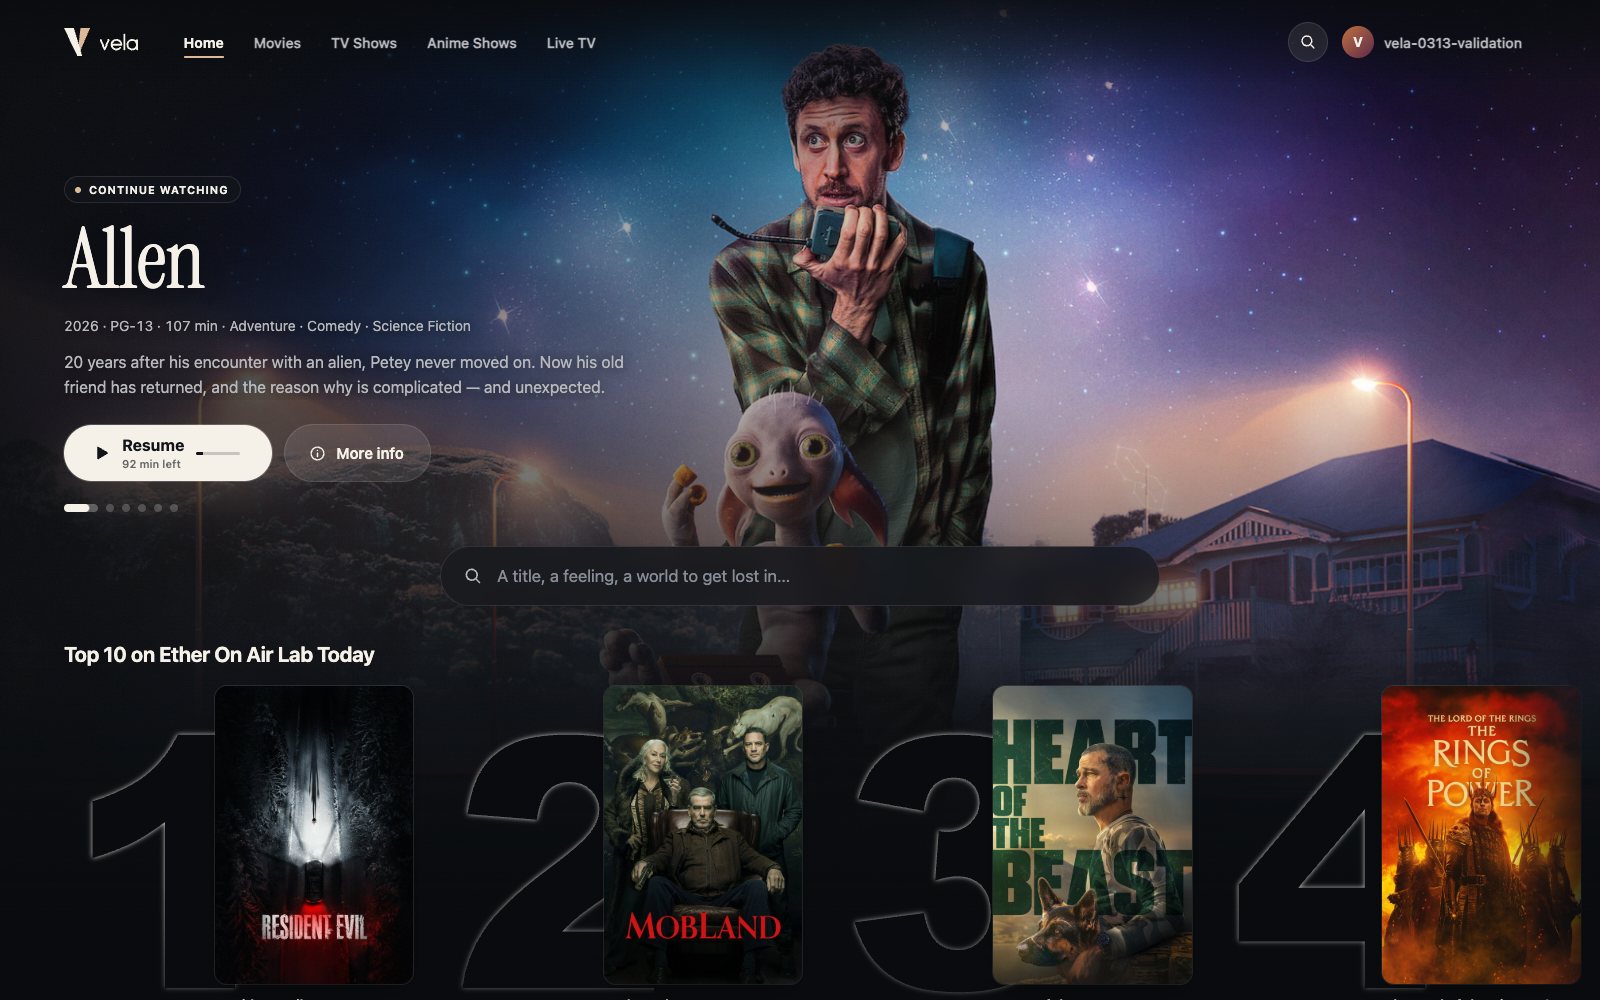 vela
Home
Movies
TV Shows
Anime Shows
Live TV
V
vela-0313-validation
CONTINUE WATCHING
Allen
2026 · PG-13 · 107 min · Adventure · Comedy · Science Fiction
20 years after his encounter with an alien, Petey never moved on. Now his old
friend has returned, and the reason why is complicated — and unexpected.
Resume
92 min left
More info
A title, a feeling, a world to get lost in...
Top 10 on Ether On Air Lab Today
1
RESIDENT EVIL
2
MOBLAND
3
HEART
OF
THE
BEAST
4
THE LORD OF THE RINGS
THE
RINGS
OF
POWER